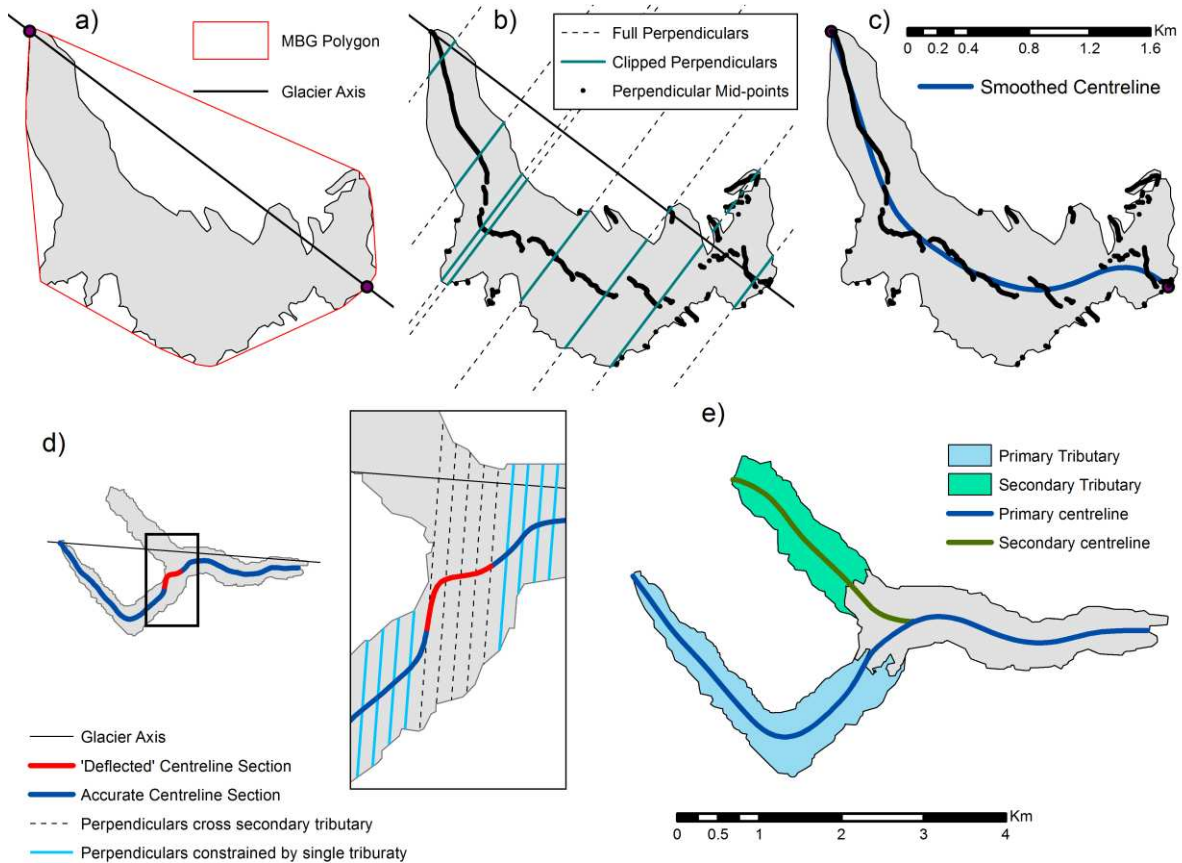 a)
MBG Polygon
Glacier Axis
b)
Full Perpendiculars
Clipped Perpendiculars
Perpendicular Mid-points
c)
Km
0 0.2 0.4 0.8 1.2 1.6
Smoothed Centreline
d)
Glacier Axis
'Deflected' Centreline Section
Accurate Centreline Section
Perpendiculars cross secondary tributary
Perpendiculars constrained by single triburaty
e)
Primary Tributary
Secondary Tributary
Primary centreline
Secondary centreline
Km
0 0.5 1 2 3 4